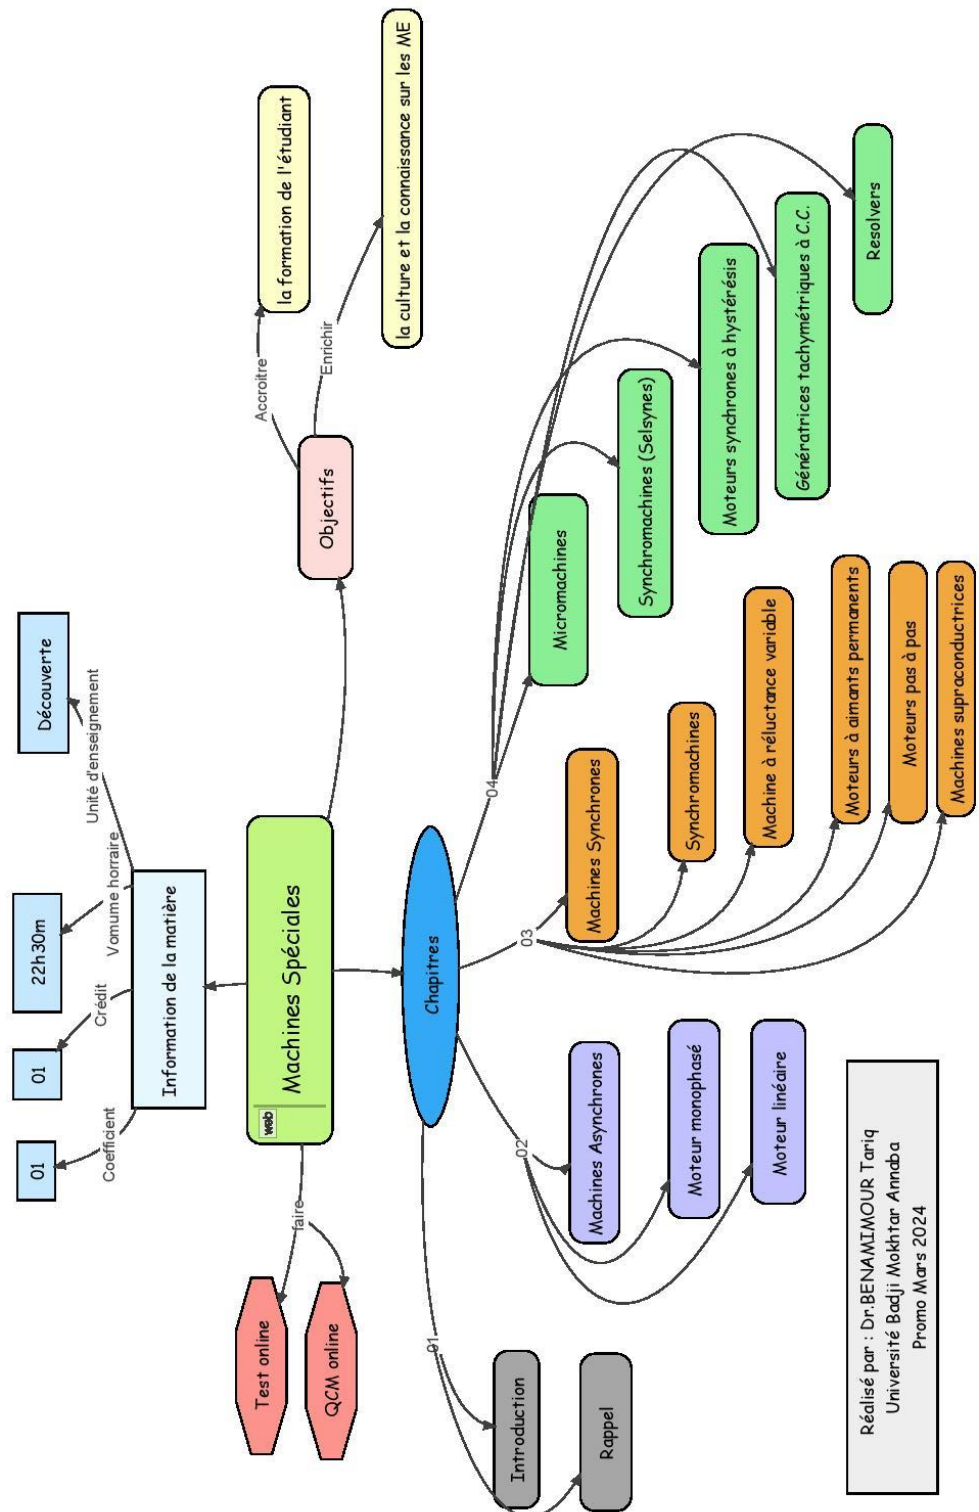 Découverte
22h30m
01
01
Unité d'enseignement
Vomume horraire
Crédit
Coefficient
Information de la matière
la formation de l'étudiant
la culture et la connaissance sur les ME
Accroitre
Enrichir
Objectifs
web
Machines Spéciales
faire
Test online
QCM online
Chapitres
01
02
03
04
Introduction
Rappel
Machines Asynchrones
Moteur monophasé
Moteur linéaire
Machines Synchrones
Synchromachines
Machine à réluctance variable
Moteurs à aimants permanents
Moteurs pas à pas
Machines supraconductrices
Micromachines
Synchromachines (Selsynes)
Moteurs synchrones à hystérésis
Génératrices tachymétriques à C.C.
Resolvers
Réalisé par : Dr.BENAMIMOUR Tariq
Université Badji Mokhtar Annaba
Promo Mars 2024